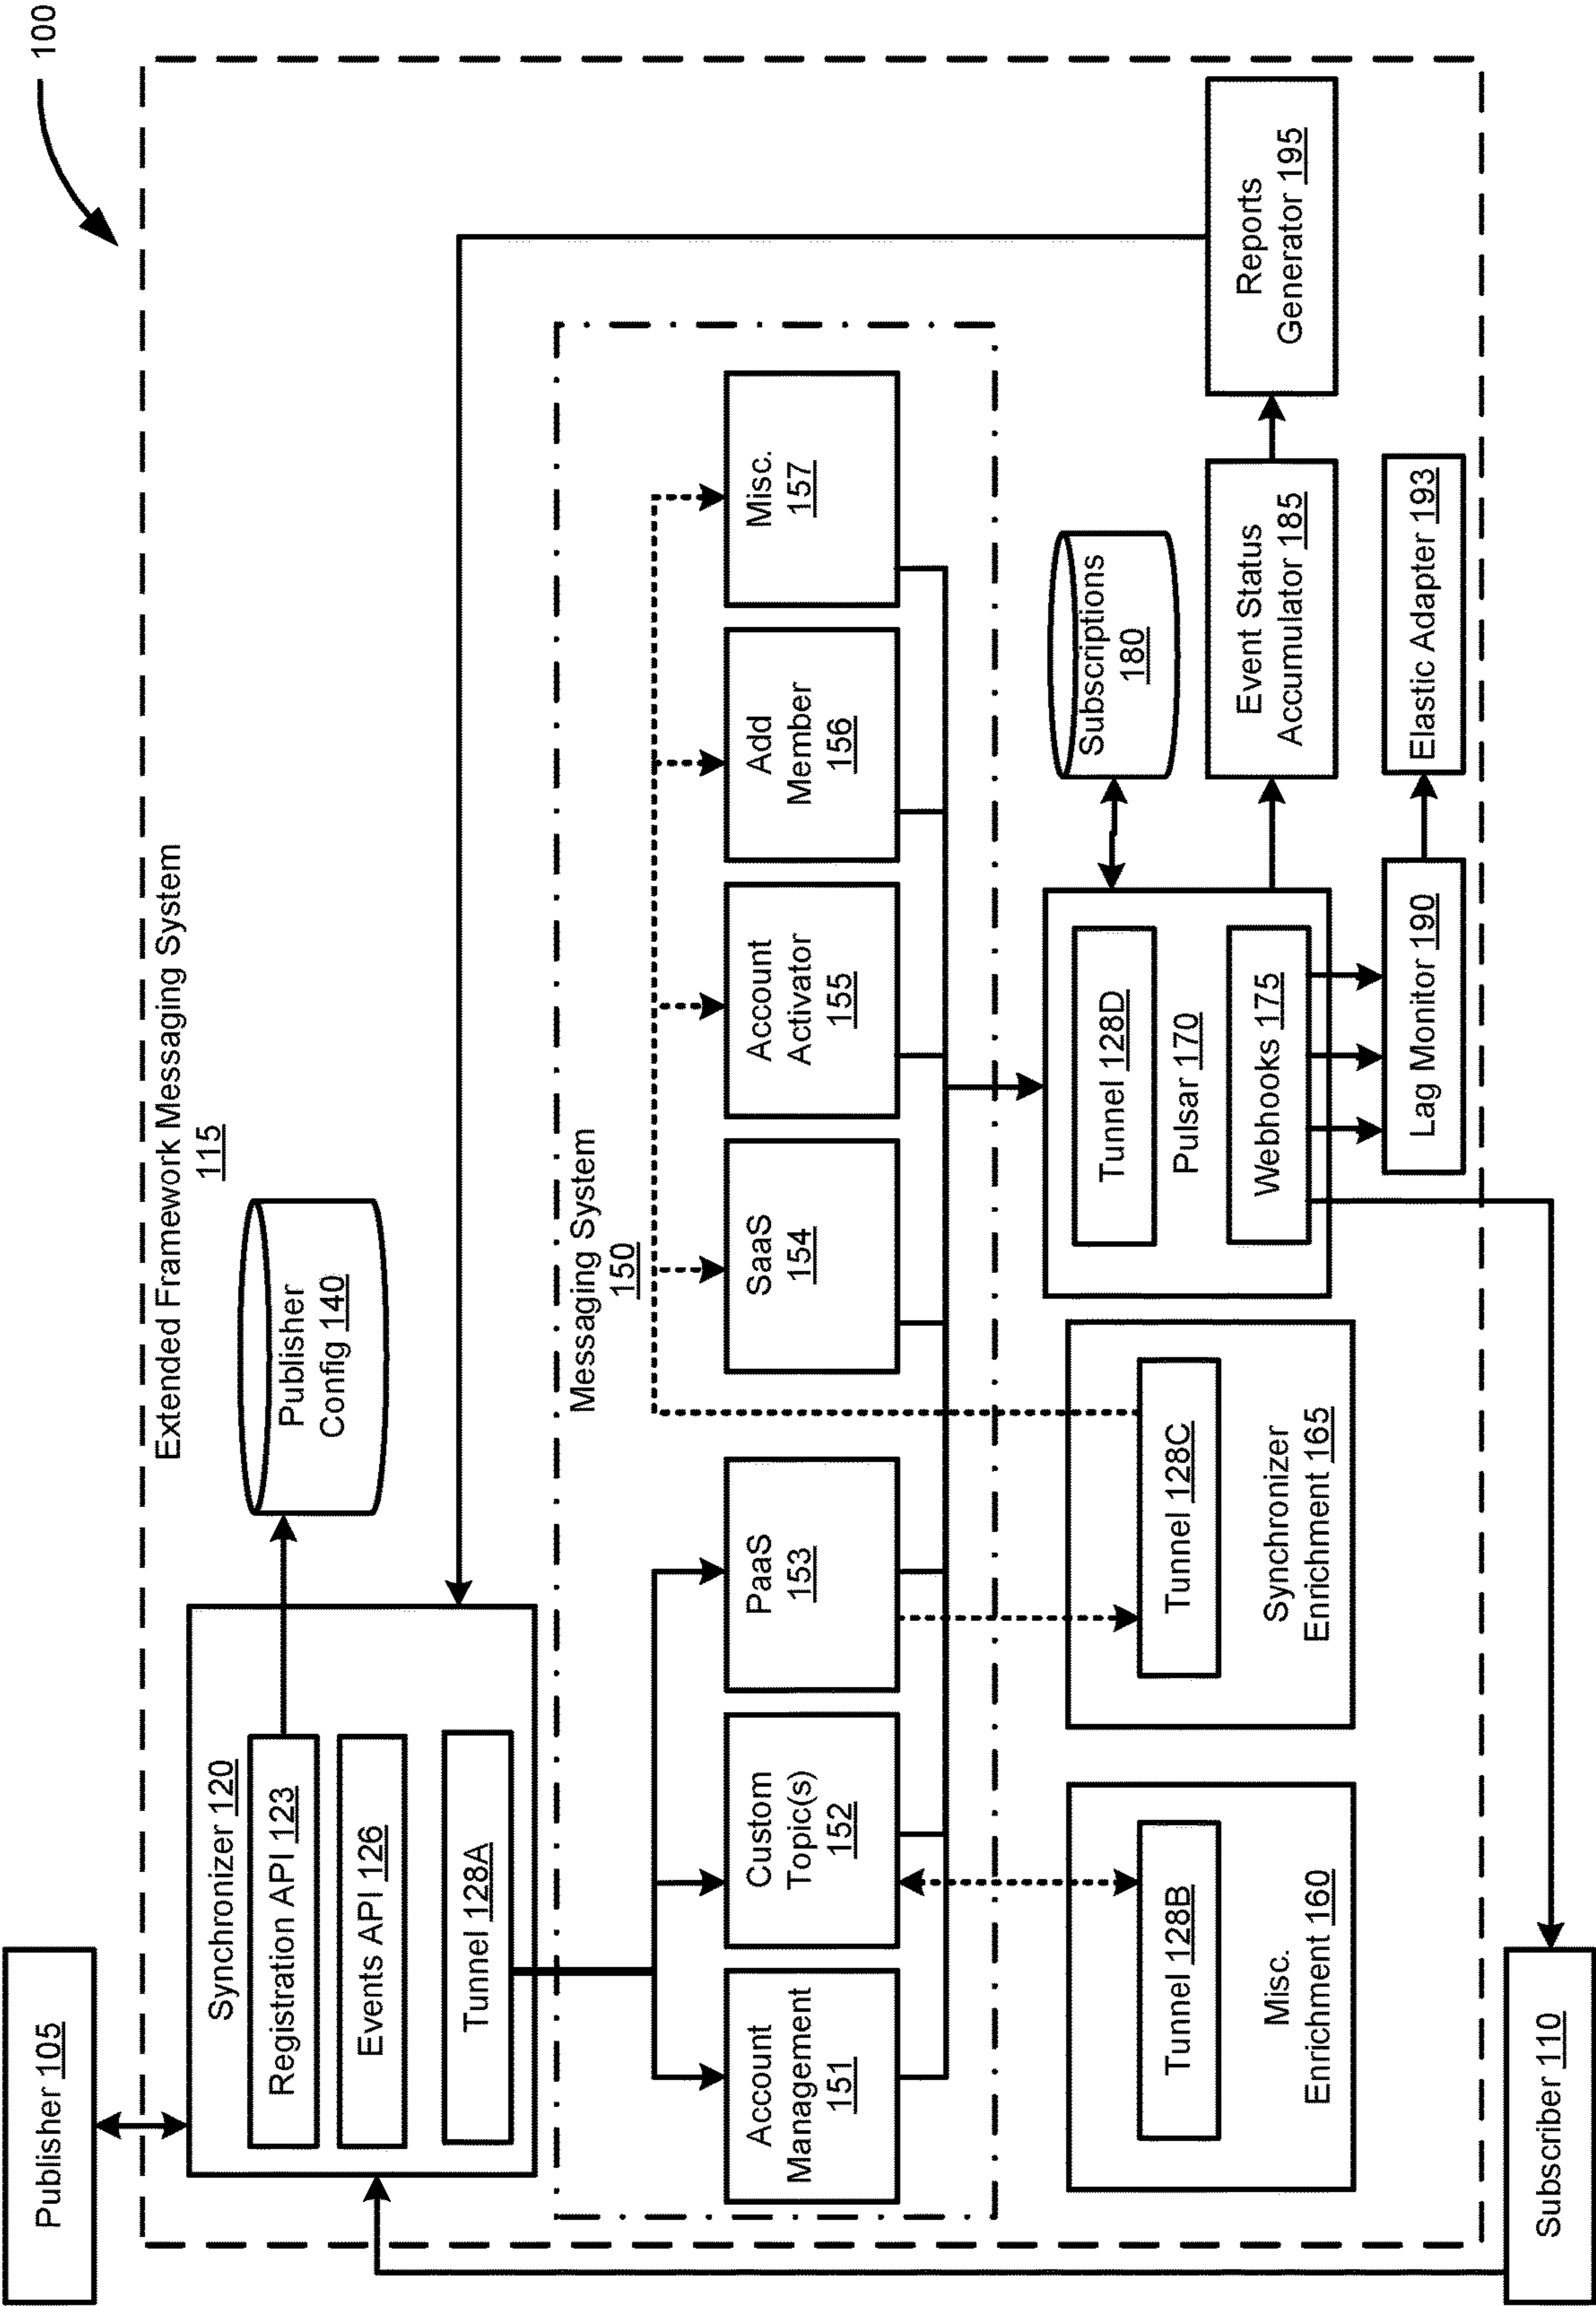 100
Publisher 105
Extended Framework Messaging System
115
Synchronizer 120
Registration API 123
Events API 126
Tunnel 128A
Publisher
Config 140
Messaging System
150
Account
Management
151
Custom
Topic(s)
152
PaaS
153
SaaS
154
Account
Activator
155
Add
Member
156
Misc.
157
Tunnel 128B
Misc.
Enrichment 160
Tunnel 128C
Synchronizer
Enrichment 165
Tunnel 128D
Pulsar 170
Webhooks 175
Subscriptions
180
Event Status
Accumulator 185
Reports
Generator 195
Lag Monitor 190
Elastic Adapter 193
Subscriber 110